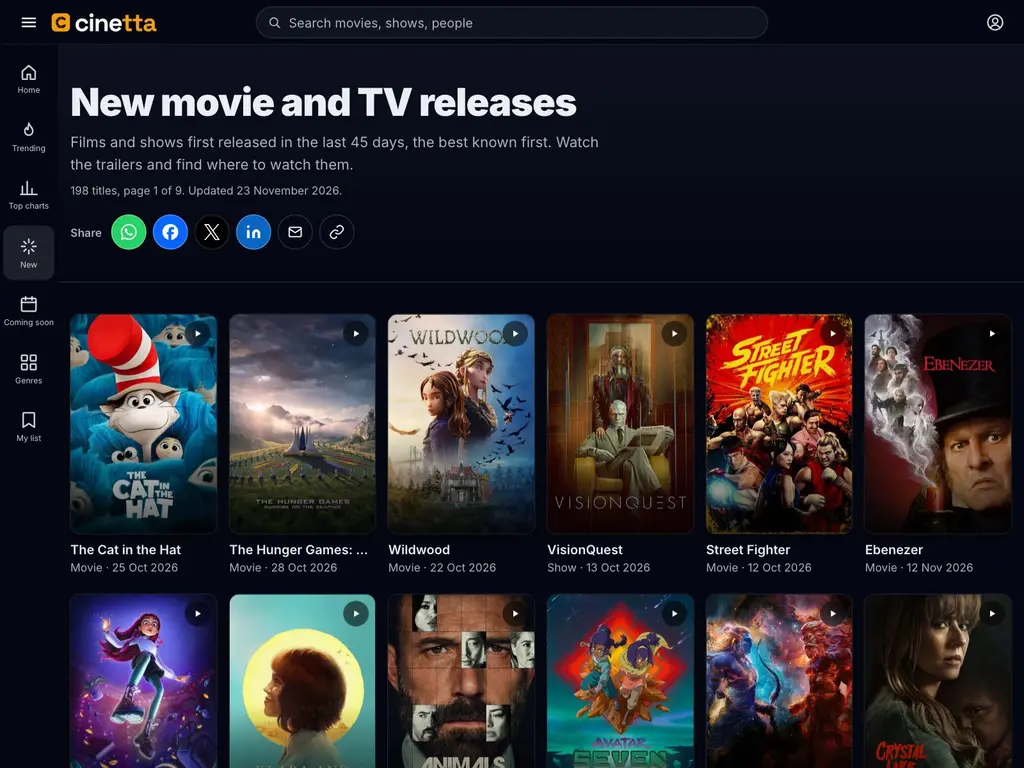 cinetta
Search movies, shows, people
Home
Trending
Top charts
New
Coming soon
Genres
My list
New movie and TV releases
Films and shows first released in the last 45 days, the best known first. Watch
the trailers and find where to watch them.
198 titles, page 1 of 9. Updated 23 November 2026.
Share
THE
CAT IN THE
HAT
THE HUNGER GAMES
SUNRISE ON THE REAPING
WILDWOOD
VISIONQUEST
STREET
FIGHTER
EBENEZER
The Cat in the Hat
Movie · 25 Oct 2026
The Hunger Games: ...
Movie · 28 Oct 2026
Wildwood
Movie · 22 Oct 2026
VisionQuest
Show · 13 Oct 2026
Street Fighter
Movie · 12 Oct 2026
Ebenezer
Movie · 12 Nov 2026
ANIMALS
AVATAR
SEVEN
CRYSTAL